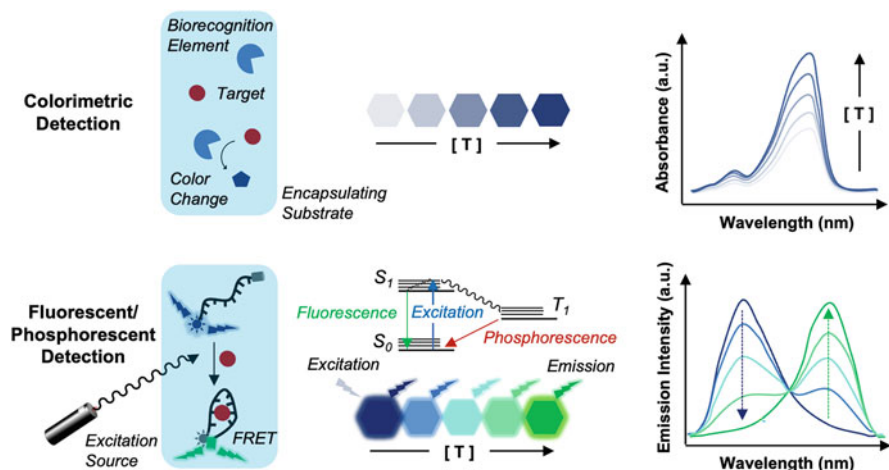 Biorecognition
Element
Target
Color
Change
Encapsulating
Substrate
Colorimetric
Detection
[ T ]
Absorbance (a.u.)
[ T ]
Wavelength (nm)
Fluorescent/
Phosphorescent
Detection
Excitation
Source
FRET
S1
Fluorescence
Excitation
T1
S0
Phosphorescence
Excitation
Emission
[ T ]
Emission Intensity (a.u.)
Wavelength (nm)